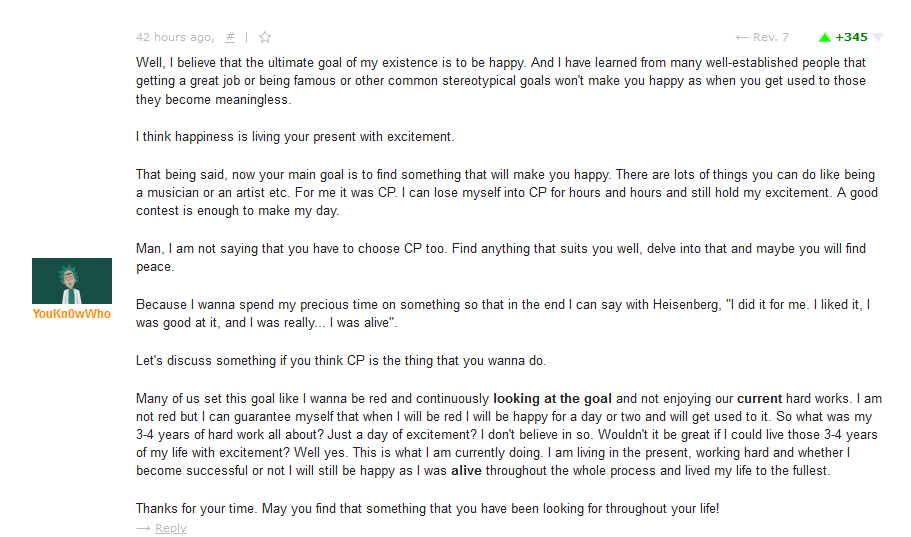 42 hours ago, # |
← Rev. 7
+345
Well, I believe that the ultimate goal of my existence is to be happy. And I have learned from many well-established people that
getting a great job or being famous or other common stereotypical goals won't make you happy as when you get used to those
they become meaningless.
I think happiness is living your present with excitement.
That being said, now your main goal is to find something that will make you happy. There are lots of things you can do like being
a musician or an artist etc. For me it was CP. I can lose myself into CP for hours and hours and still hold my excitement. A good
contest is enough to make my day.
Man, I am not saying that you have to choose CP too. Find anything that suits you well, delve into that and maybe you will find
peace.
YouKn0wWho
Because I wanna spend my precious time on something so that in the end I can say with Heisenberg, "I did it for me. I liked it, I
was good at it, and I was really... I was alive".
Let's discuss something if you think CP is the thing that you wanna do.
Many of us set this goal like I wanna be red and continuously looking at the goal and not enjoying our current hard works. I am
not red but I can guarantee myself that when I will be red I will be happy for a day or two and will get used to it. So what was my
3-4 years of hard work all about? Just a day of excitement? I don't believe in so. Wouldn't it be great if I could live those 3-4 years
of my life with excitement? Well yes. This is what I am currently doing. I am living in the present, working hard and whether I
become successful or not I will still be happy as I was alive throughout the whole process and lived my life to the fullest.
Thanks for your time. May you find that something that you have been looking for throughout your life!
→ Reply